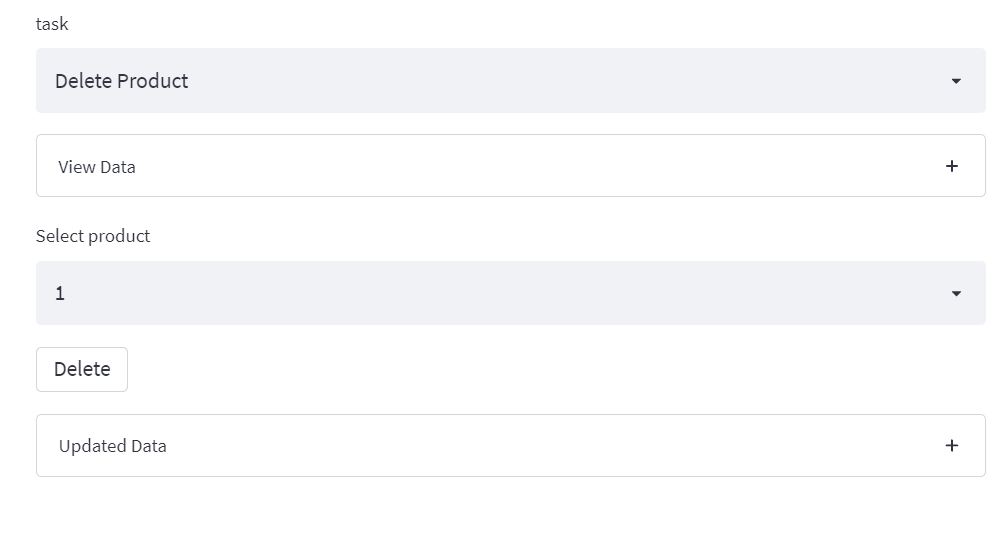 task
Delete Product
View Data
Select product
1
Delete
Updated Data